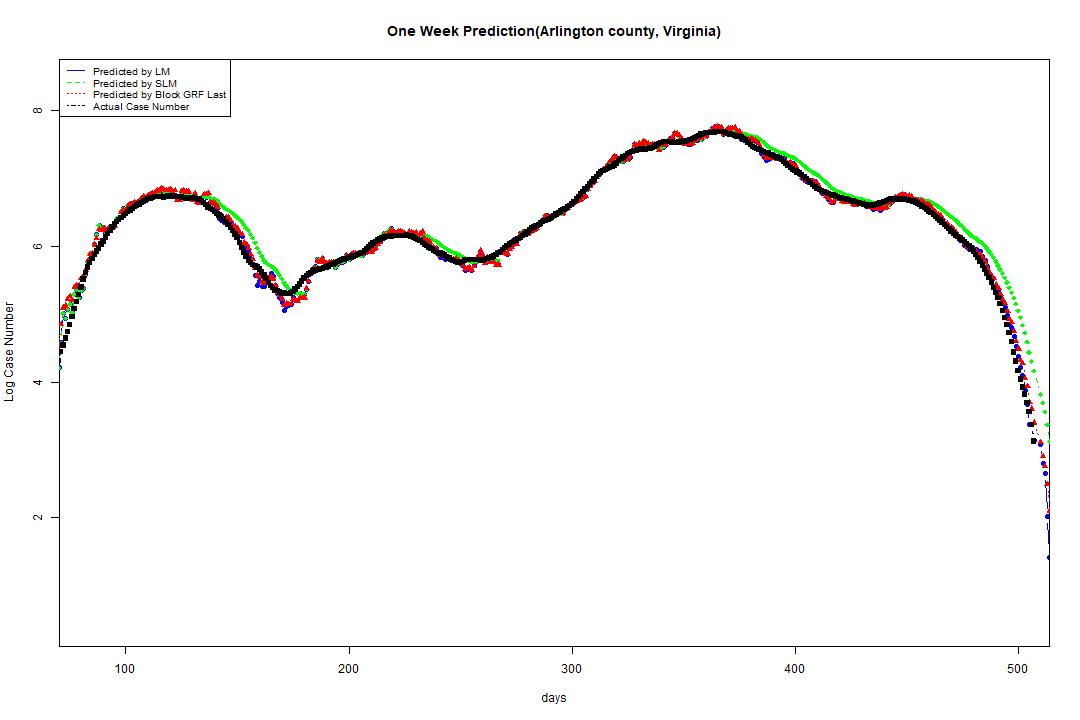 One Week Prediction(Arlington county, Virginia)
Predicted by LM
Predicted by SLM
Predicted by Block GRF Last
Actual Case Number
8
6
4
2
Log Case Number
100 200 300 400 500
days